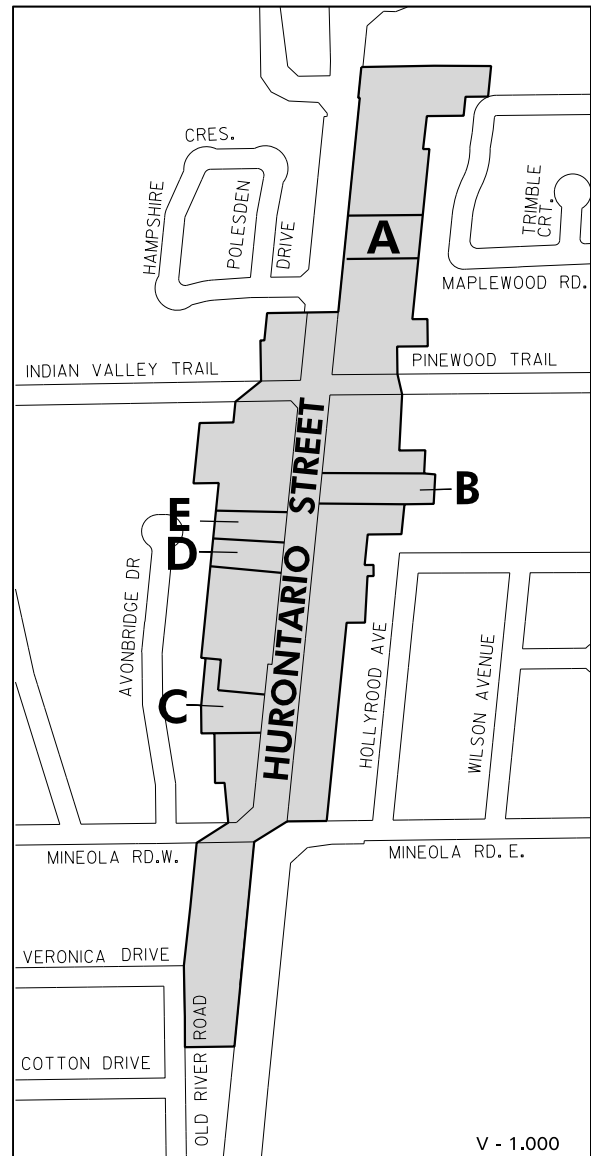 CRES.
HAMPSHIRE
POLESDEN
DRIVE
TRIMBLE
CRT.
A
MAPLEWOOD RD.
INDIAN VALLEY TRAIL
PINEWOOD TRAIL
HURONTARIO STREET
B
E
D
AVONBRIDGE DR
C
HOLLYROOD AVE
WILSON AVENUE
MINEOLA RD.W.
MINEOLA RD. E.
VERONICA DRIVE
OLD RIVER ROAD
COTTON DRIVE
V - 1.000